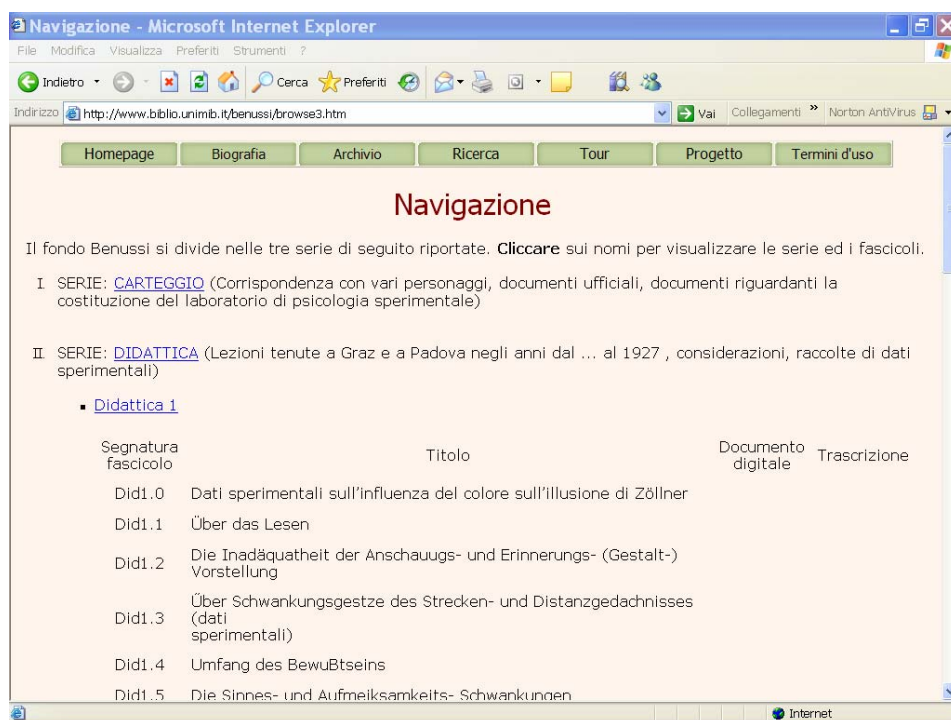 Navigazione - Microsoft Internet Explorer
File Modifica Visualizza Preferiti Strumenti ?
Indietro Cerca Preferiti
Indirizzo http://www.biblio.unimib.it/benussi/browse3.htm Vai Collegamenti » Norton AntiVirus
Homepage Biografia Archivio Ricerca Tour Progetto Termini d'uso
Navigazione
Il fondo Benussi si divide nelle tre serie di seguito riportate. Cliccare sui nomi per visualizzare le serie ed i fascicoli.
I. SERIE: CARTEGGIO (Corrispondenza con vari personaggi, documenti ufficiali, documenti riguardanti la
costituzione del laboratorio di psicologia sperimentale)
II. SERIE: DIDATTICA (Lezioni tenute a Graz e a Padova negli anni dal ... al 1927 , considerazioni, raccolte di dati
sperimentali)
▪ Didattica 1
Segnatura
fascicolo
Titolo
Documento
digitale
Trascrizione
Did1.0 Dati sperimentali sull'influenza del colore sull'illusione di Zöllner
Did1.1 Über das Lesen
Did1.2 Die Inadäquatheit der Anschauugs- und Erinnerungs- (Gestalt-)
Vorstellung
Did1.3 Über Schwankungsgestze des Strecken- und Distanzgedachnisses
(dati
sperimentali)
Did1.4 Umfang des BewuBtseins
Did1.5 Die Sinnes- und Aufmeiksamkeits- Schwankungen
Internet